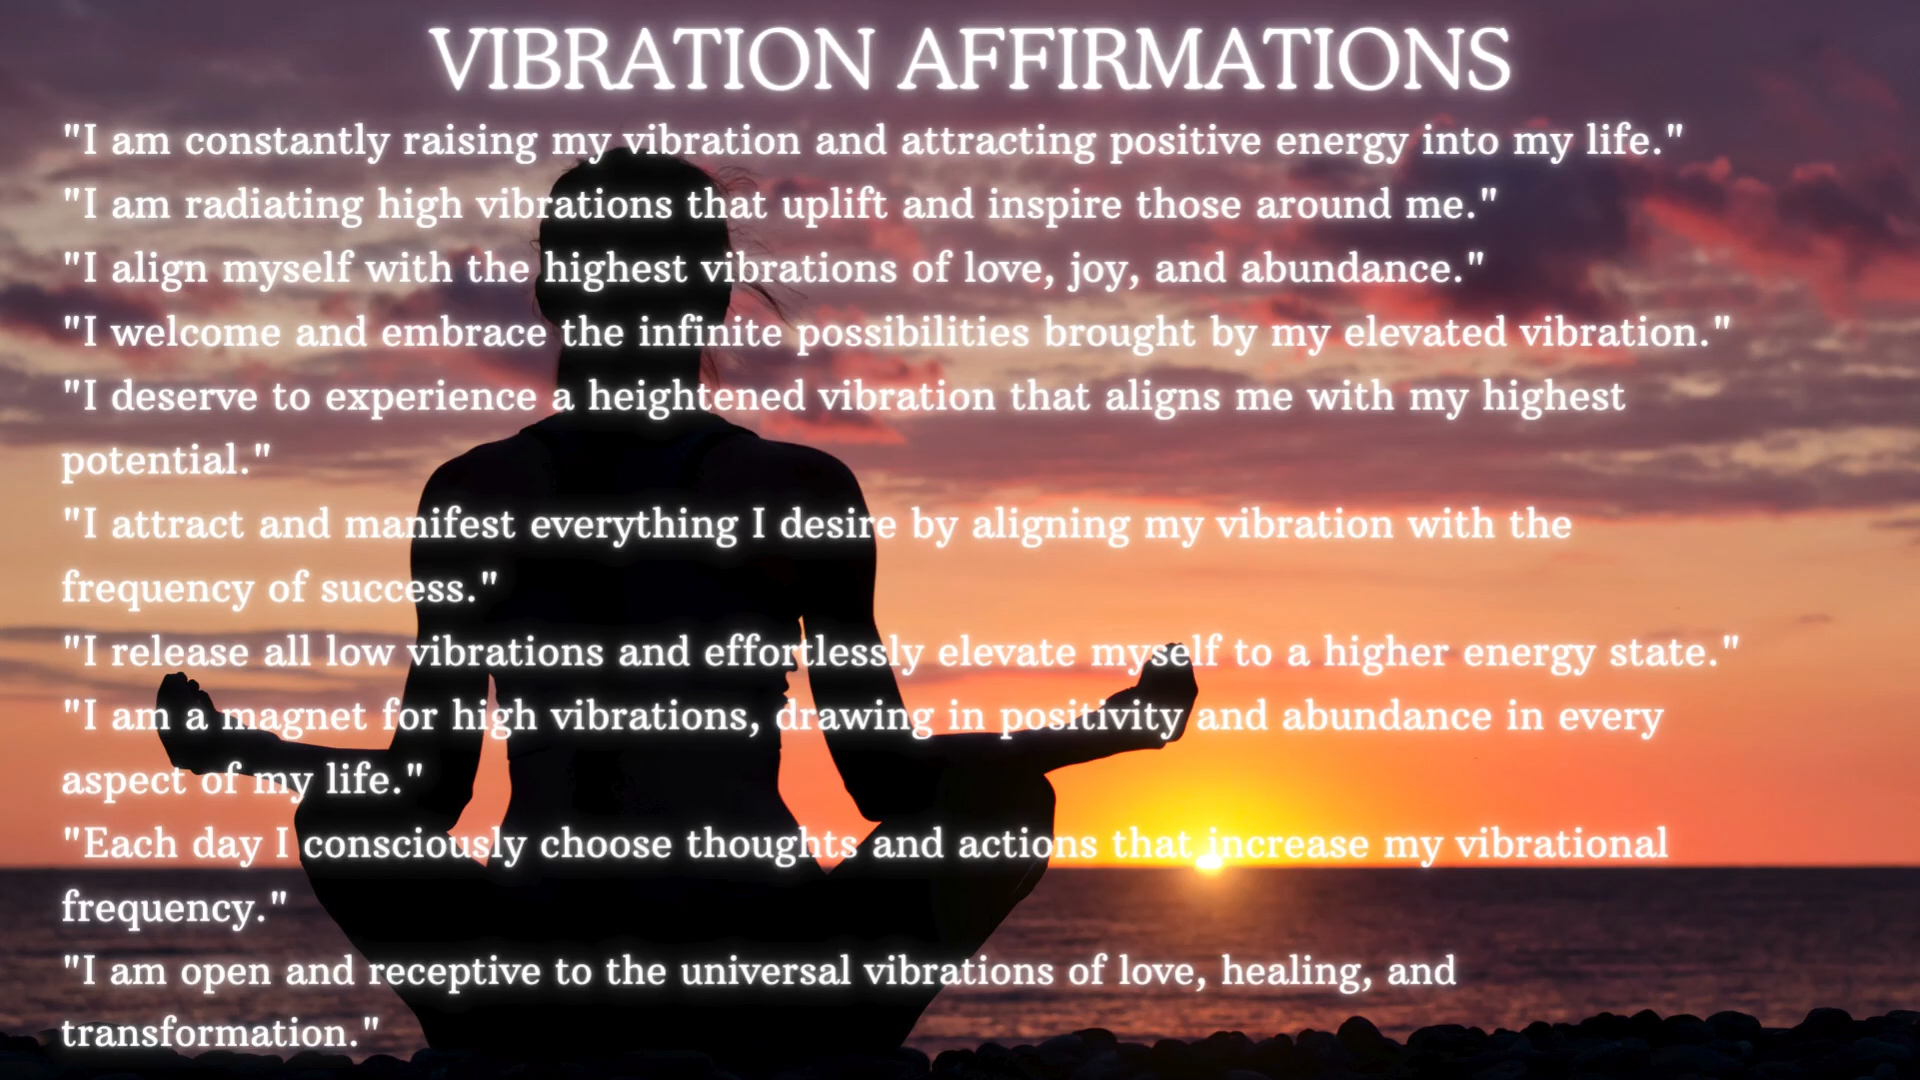 VIBRATION AFFIRMATIONS
"I am constantly raising my vibration and attracting positive energy into my life."
"I am radiating high vibrations that uplift and inspire those around me."
"I align myself with the highest vibrations of love, joy, and abundance."
"I welcome and embrace the infinite possibilities brought by my elevated vibration."
"I deserve to experience a heightened vibration that aligns me with my highest
potential."
"I attract and manifest everything I desire by aligning my vibration with the
frequency of success."
"I release all low vibrations and effortlessly elevate myself to a higher energy state."
"I am a magnet for high vibrations, drawing in positivity and abundance in every
aspect of my life."
"Each day I consciously choose thoughts and actions that increase my vibrational
frequency."
"I am open and receptive to the universal vibrations of love, healing, and
transformation."